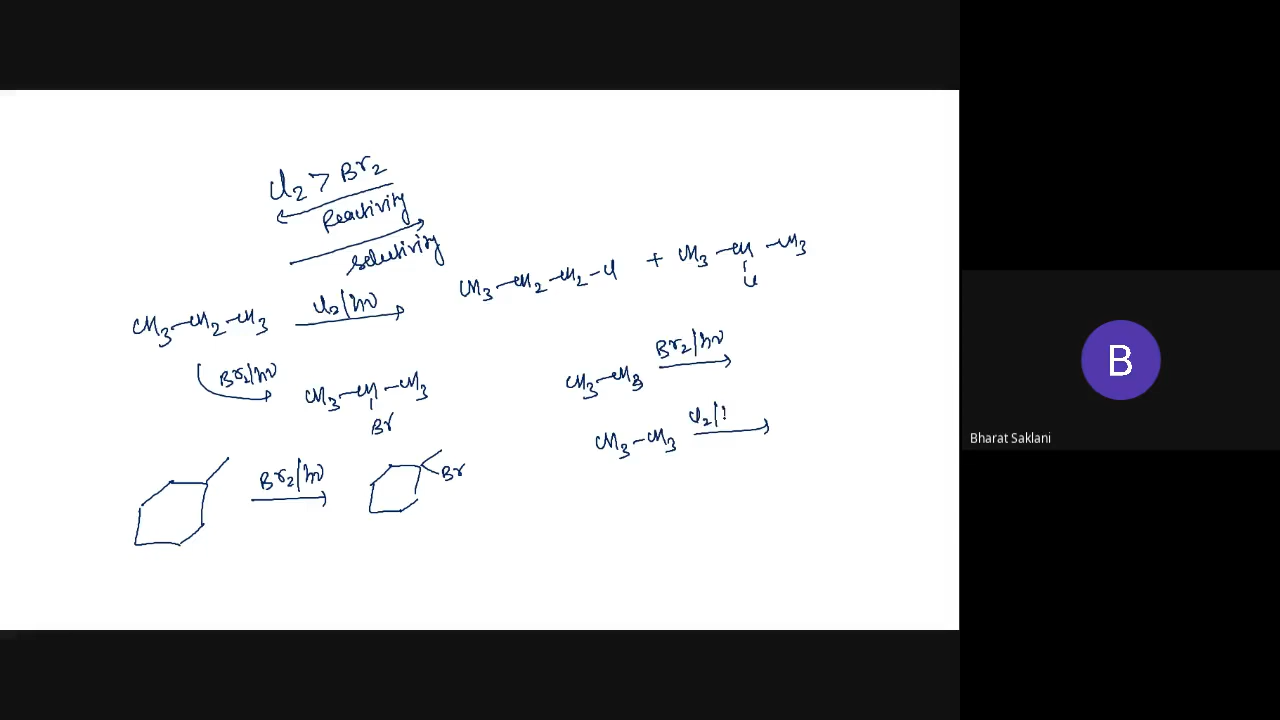 Cl2 > Br2
Reactivity
selectivity
CH3-CH2-CH3 Cl2/hν CH3-CH2-CH2-Cl + CH3-CH-CH3
Cl
Br2/hν CH3-CH-CH3
Br
CH3-CH3 Br2/hν
CH3-CH3 Cl2/
Br2/hν Br
B
Bharat Saklani